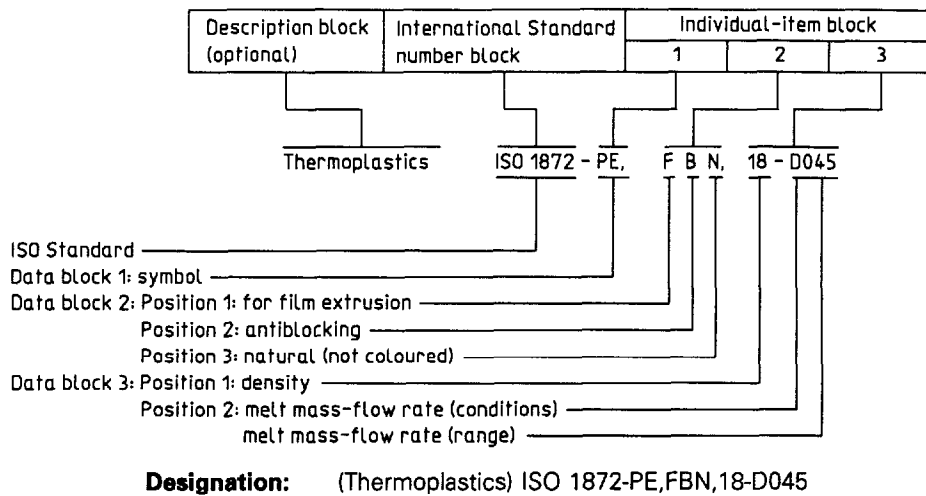 Description block International Standard Individual-item block
(optional) number block 1 2 3
Thermoplastics ISO 1872 - PE, F B N, 18 - D045
ISO Standard
Data block 1: symbol
Data block 2: Position 1: for film extrusion
Position 2: antiblocking
Position 3: natural (not coloured)
Data block 3: Position 1: density
Position 2: melt mass-flow rate (conditions)
melt mass-flow rate (range)
Designation: (Thermoplastics) ISO 1872-PE,FBN,18-D045